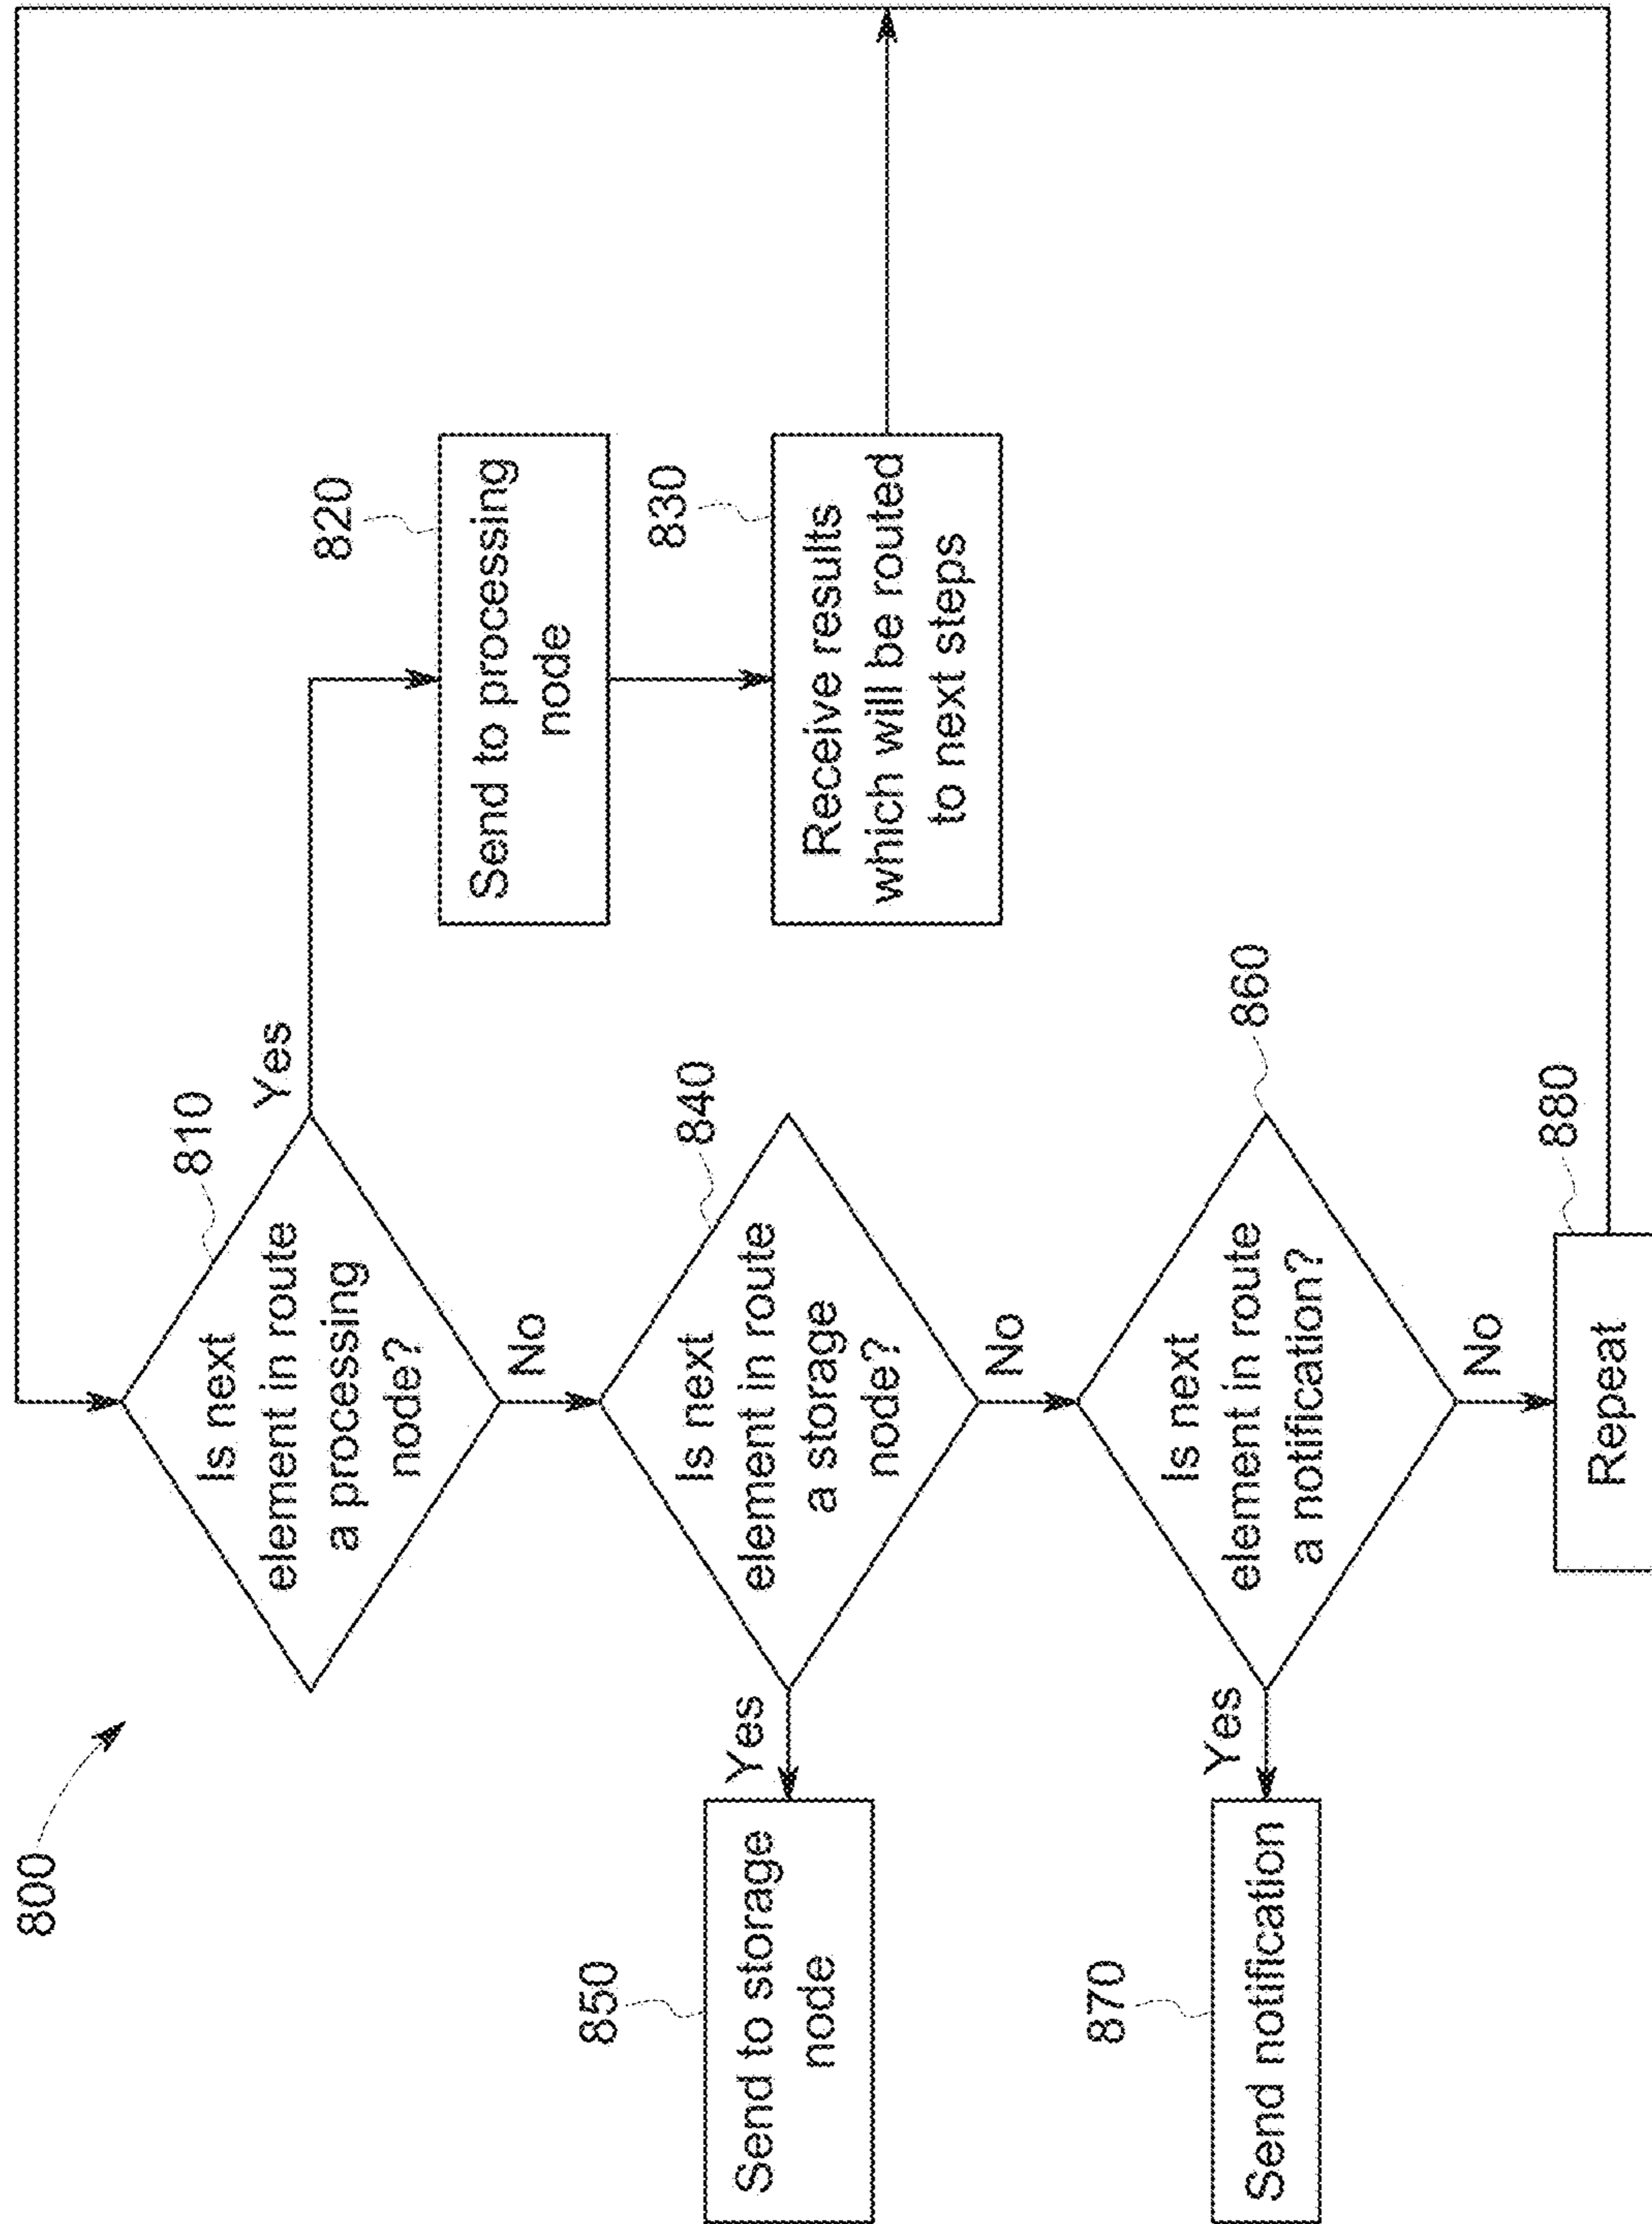 800
810
Is next
element in route
a processing
node?
Yes
No
820
Send to processing
node
830
Receive results
which will be routed
to next steps
840
Is next
element in route
a storage
node?
Yes
No
850
Send to storage
node
860
Is next
element in route
a notification?
Yes
No
870
Send notification
880
Repeat